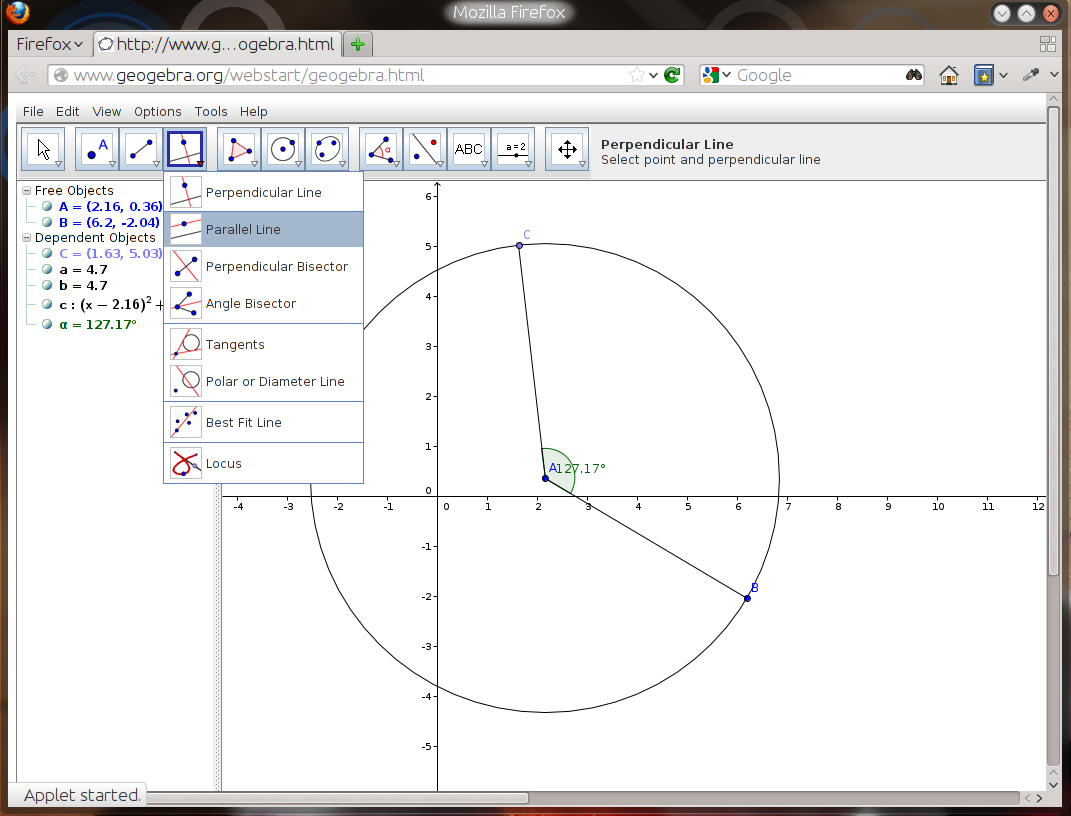 Mozilla Firefox
Firefox
http://www.g...ogebra.html
www.geogebra.org/webstart/geogebra.html
Google
File Edit View Options Tools Help
A
α
ABC
a = 2
Perpendicular Line
Select point and perpendicular line
Free Objects
A = (2.16, 0.36)
B = (6.2, -2.04)
Dependent Objects
C = (1.63, 5.03)
a = 4.7
b = 4.7
c : (x − 2.16)² +
α = 127.17°
Perpendicular Line
Parallel Line
Perpendicular Bisector
Angle Bisector
Tangents
Polar or Diameter Line
Best Fit Line
Locus
6
C
5
4
3
2
1
A
127.17°
0
-4 -3 -2 -1 0 1 2 3 4 5 6 7 8 9 10 11 12
-1
B
-2
-3
-4
-5
Applet started.